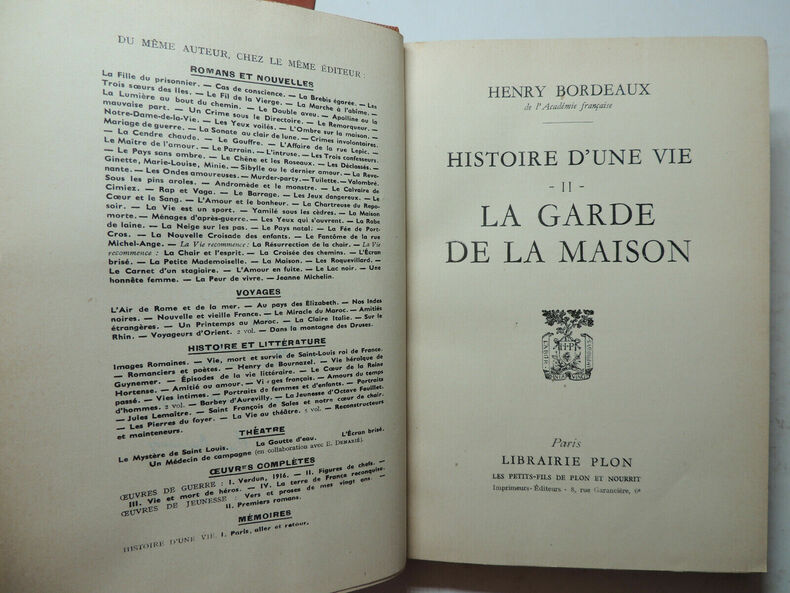 DU MÊME AUTEUR, CHEZ LE MÊME ÉDITEUR :
ROMANS ET NOUVELLES
La Fille du prisonnier. — Cas de conscience. — La Brebis égarée. — Les
Trois sœurs des Iles. — Le Fil de la Vierge. — La Marche à l'abîme. —
La Lumière au bout du chemin. — Le Double aveu. — Apolline ou le
mauvaise part. — Un Crime sous le Directoire. — Le Remorqueur. —
Notre-Dame-de-la-Vie. — Les Yeux voilés. — L'Ombre sur la maison. —
Mariage de guerre. — La Sonate au clair de lune. — Crimes involontaires.
— La Cendre chaude. — Le Gouffre. — L'Affaire de la rue Lepic. —
Le Maître de l'amour. — Le Parrain. — L'intruse. — Les Trois confesseurs.
— Le Pays sans ombre. — Le Chêne et les Roseaux. — Les Déclassés. —
Ginette, Marie-Louise, Minie. — Sibylle ou le dernier amour. — La Reve-
nante. — Les Ondes amoureuses. — Murder-party. — Tuilette. — Valombré.
Sous les pins aroles. — Andromède et le monstre. — Le Calvaire de
Cimiez. — Rap et Vaga. — Le Barrage. — Les Jeux dangereux. — Le
Cœur et le Sang. — L'Amour et le bonheur. — La Chartreuse du Repo-
soir. — La Vie est un sport. — Yamilé sous les cèdres. — La Maison
morte. — Ménages d'après-guerre. — Les Yeux qui s'ouvrent. — La Robe
de laine. — La Neige sur les pas. — Le Pays natal. — La Fée de Port-
Cros. — La Nouvelle Croisade des enfants. — Le Fantôme de la rue
Michel-Ange. — La Vie recommence : La Résurrection de la chair. — La Vie
recommence : La Chair et l'esprit. — La Croisée des chemins. — L'Écran
brisé. — La Petite Mademoiselle. — La Maison. — Les Roquevillard. —
Le Carnet d'un stagiaire. — L'Amour en fuite. — Le Lac noir. — Une
honnête femme. — La Peur de vivre. — Jeanne Michelin.
VOYAGES
L'Air de Rome et de la mer. — Au pays des Elizabeth. — Nos Indes
noires. — Nouvelle et vieille France. — Le Miracle du Maroc. — Amitiés
étrangères. — Un Printemps au Maroc. — La Claire Italie. — Sur le
Rhin. — Voyageurs d'Orient. 2 vol. — Dans la montagne des Druses.
HISTOIRE ET LITTÉRATURE
Images Romaines. — Vie, mort et survie de Saint-Louis roi de France.
— Romanciers et poètes. — Henry de Bournazel. — Vie héroïque de
Guynemer. — Épisodes de la vie littéraire. — Le Cœur de la Reine
Hortense. — Amitié ou amour. — Vi ges français. — Amours du temps
passé. — Vies intimes. — Portraits de femmes et d'enfants. — Portraits
d'hommes. 2 vol. — Barbey d'Aurevilly. — La Jeunesse d'Octave Feuillet.
— Jules Lemaître. — Saint François de Sales et notre cœur de chair.
— Les Pierres du foyer. — La Vie au théâtre. 5 vol. — Reconstructeurs
et mainteneurs.
THÉATRE
Le Mystère de Saint Louis. La Goutte d'eau. L'Écran brisé.
Un Médecin de campagne (en collaboration avec E. DENARIÉ).
ŒUVRES COMPLÈTES
ŒUVRES DE GUERRE : I. Verdun, 1916. — II. Figures de chefs. —
III. Vie et mort de héros. — IV. La terre de France reconquise.
ŒUVRES DE JEUNESSE : Vers et proses de mes vingt ans. —
II. Premiers romans.
MÉMOIRES
HISTOIRE D'UNE VIE. I. Paris, aller et retour.
HENRY BORDEAUX
de l'Académie française
HISTOIRE D'UNE VIE
- II -
LA GARDE
DE LA MAISON
Paris
LIBRAIRIE PLON
LES PETITS-FILS DE PLON ET NOURRIT
Imprimeurs-Éditeurs - 8, rue Garancière, 6e